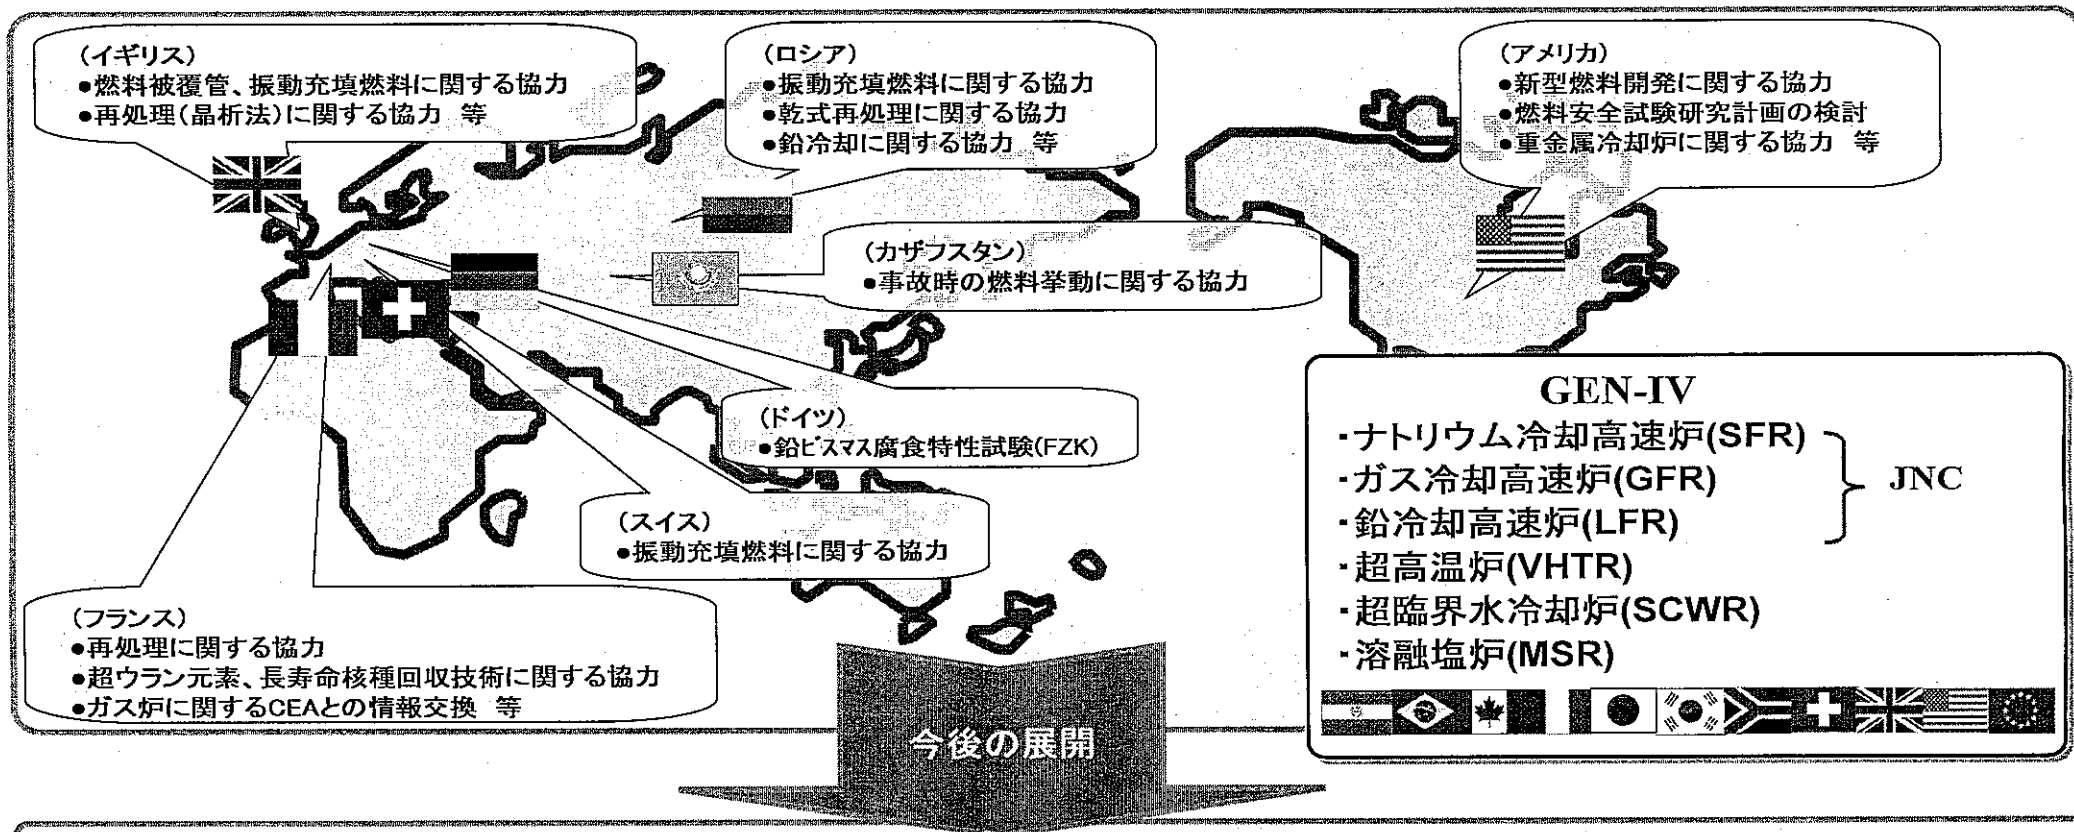 (イギリス)
●燃料被覆管、振動充填燃料に関する協力
●再処理(晶析法)に関する協力 等
(ロシア)
●振動充填燃料に関する協力
●乾式再処理に関する協力
●鉛冷却に関する協力 等
(アメリカ)
●新型燃料開発に関する協力
●燃料安全試験研究計画の検討
●重金属冷却炉に関する協力 等
(カザフスタン)
●事故時の燃料挙動に関する協力
(ドイツ)
●鉛ビスマス腐食特性試験(FZK)
(スイス)
●振動充填燃料に関する協力
(フランス)
●再処理に関する協力
●超ウラン元素、長寿命核種回収技術に関する協力
●ガス炉に関するCEAとの情報交換 等
GEN-IV
・ナトリウム冷却高速炉(SFR)
・ガス冷却高速炉(GFR)
・鉛冷却高速炉(LFR)
JNC
・超高温炉(VHTR)
・超臨界水冷却炉(SCWR)
・溶融塩炉(MSR)
今後の展開